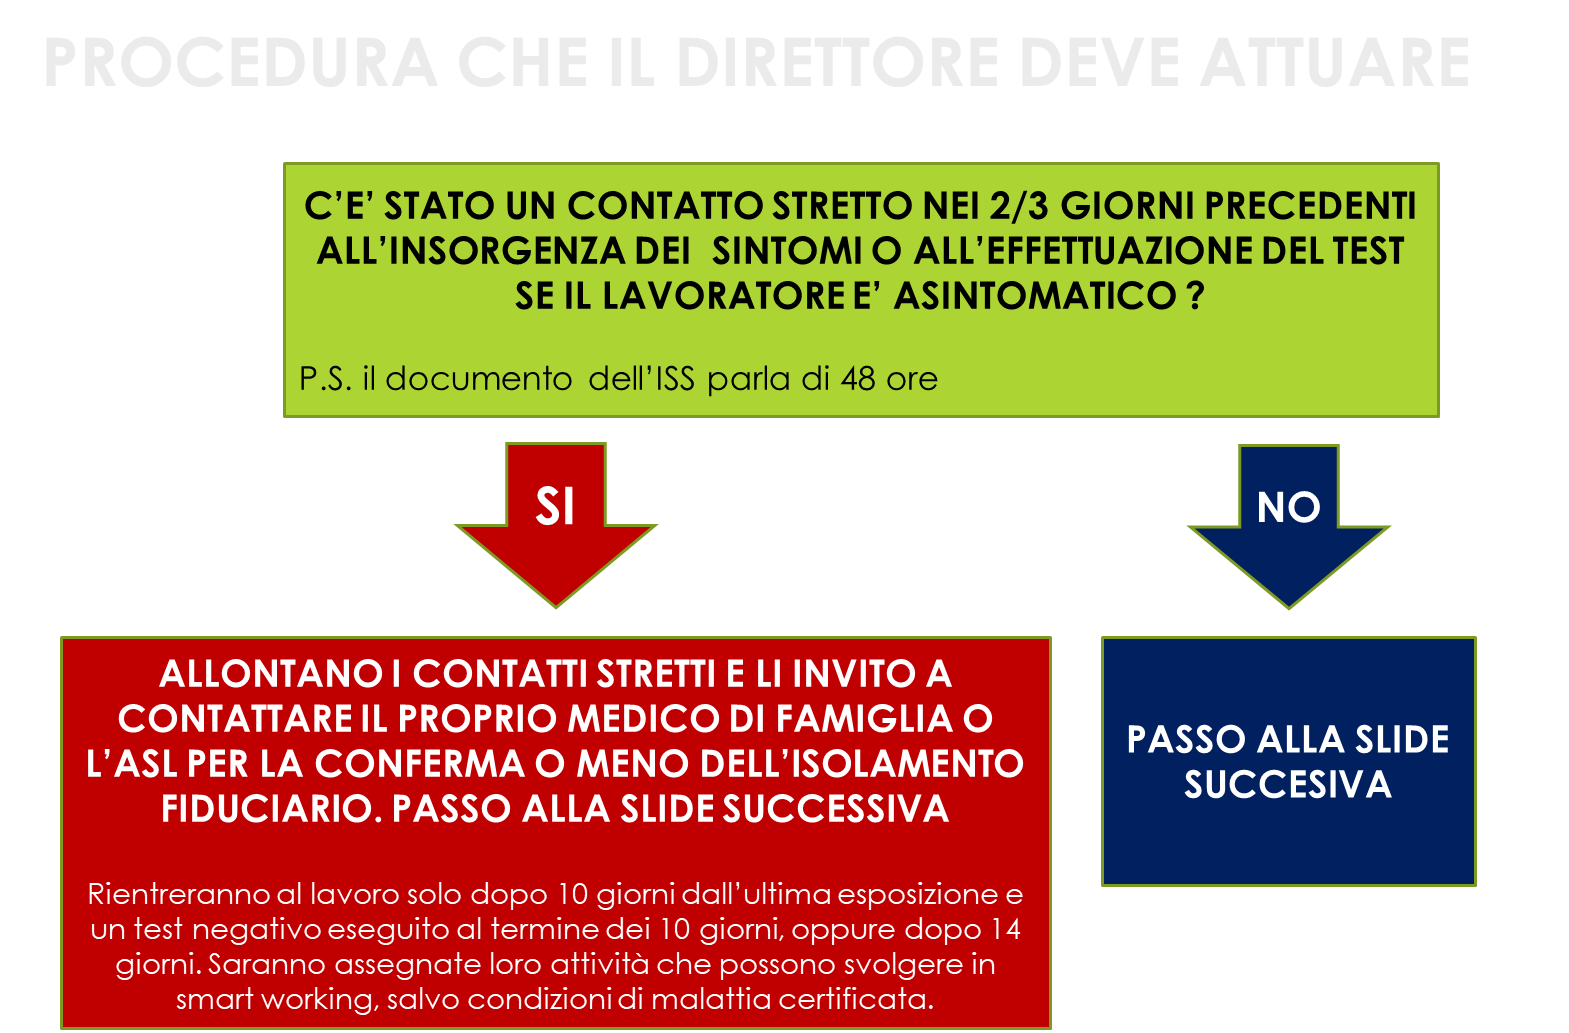 PROCEDURA CHE IL DIRETTORE DEVE ATTUARE
C’E’ STATO UN CONTATTO STRETTO NEI 2/3 GIORNI PRECEDENTI
ALL’INSORGENZA DEI SINTOMI O ALL’EFFETTUAZIONE DEL TEST
SE IL LAVORATORE E’ ASINTOMATICO ?
P.S. il documento dell’ISS parla di 48 ore
SI
NO
ALLONTANO I CONTATTI STRETTI E LI INVITO A
CONTATTARE IL PROPRIO MEDICO DI FAMIGLIA O
L’ASL PER LA CONFERMA O MENO DELL’ISOLAMENTO
FIDUCIARIO. PASSO ALLA SLIDE SUCCESSIVA
Rientreranno al lavoro solo dopo 10 giorni dall’ultima esposizione e
un test negativo eseguito al termine dei 10 giorni, oppure dopo 14
giorni. Saranno assegnate loro attività che possono svolgere in
smart working, salvo condizioni di malattia certificata.
PASSO ALLA SLIDE
SUCCESIVA